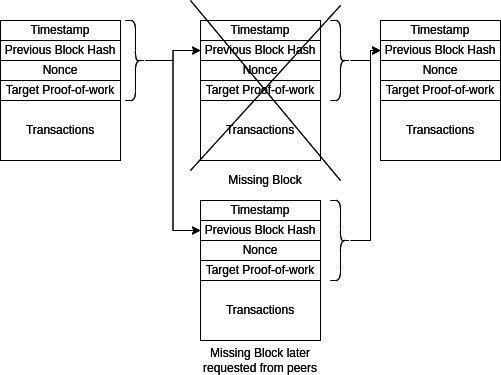 Timestamp
Previous Block Hash
Nonce
Target Proof-of-work
Transactions
Timestamp
Previous Block Hash
Nonce
Target Proof-of-work
Transactions
Missing Block
Timestamp
Previous Block Hash
Nonce
Target Proof-of-work
Transactions
Timestamp
Previous Block Hash
Nonce
Target Proof-of-work
Transactions
Missing Block later
requested from peers